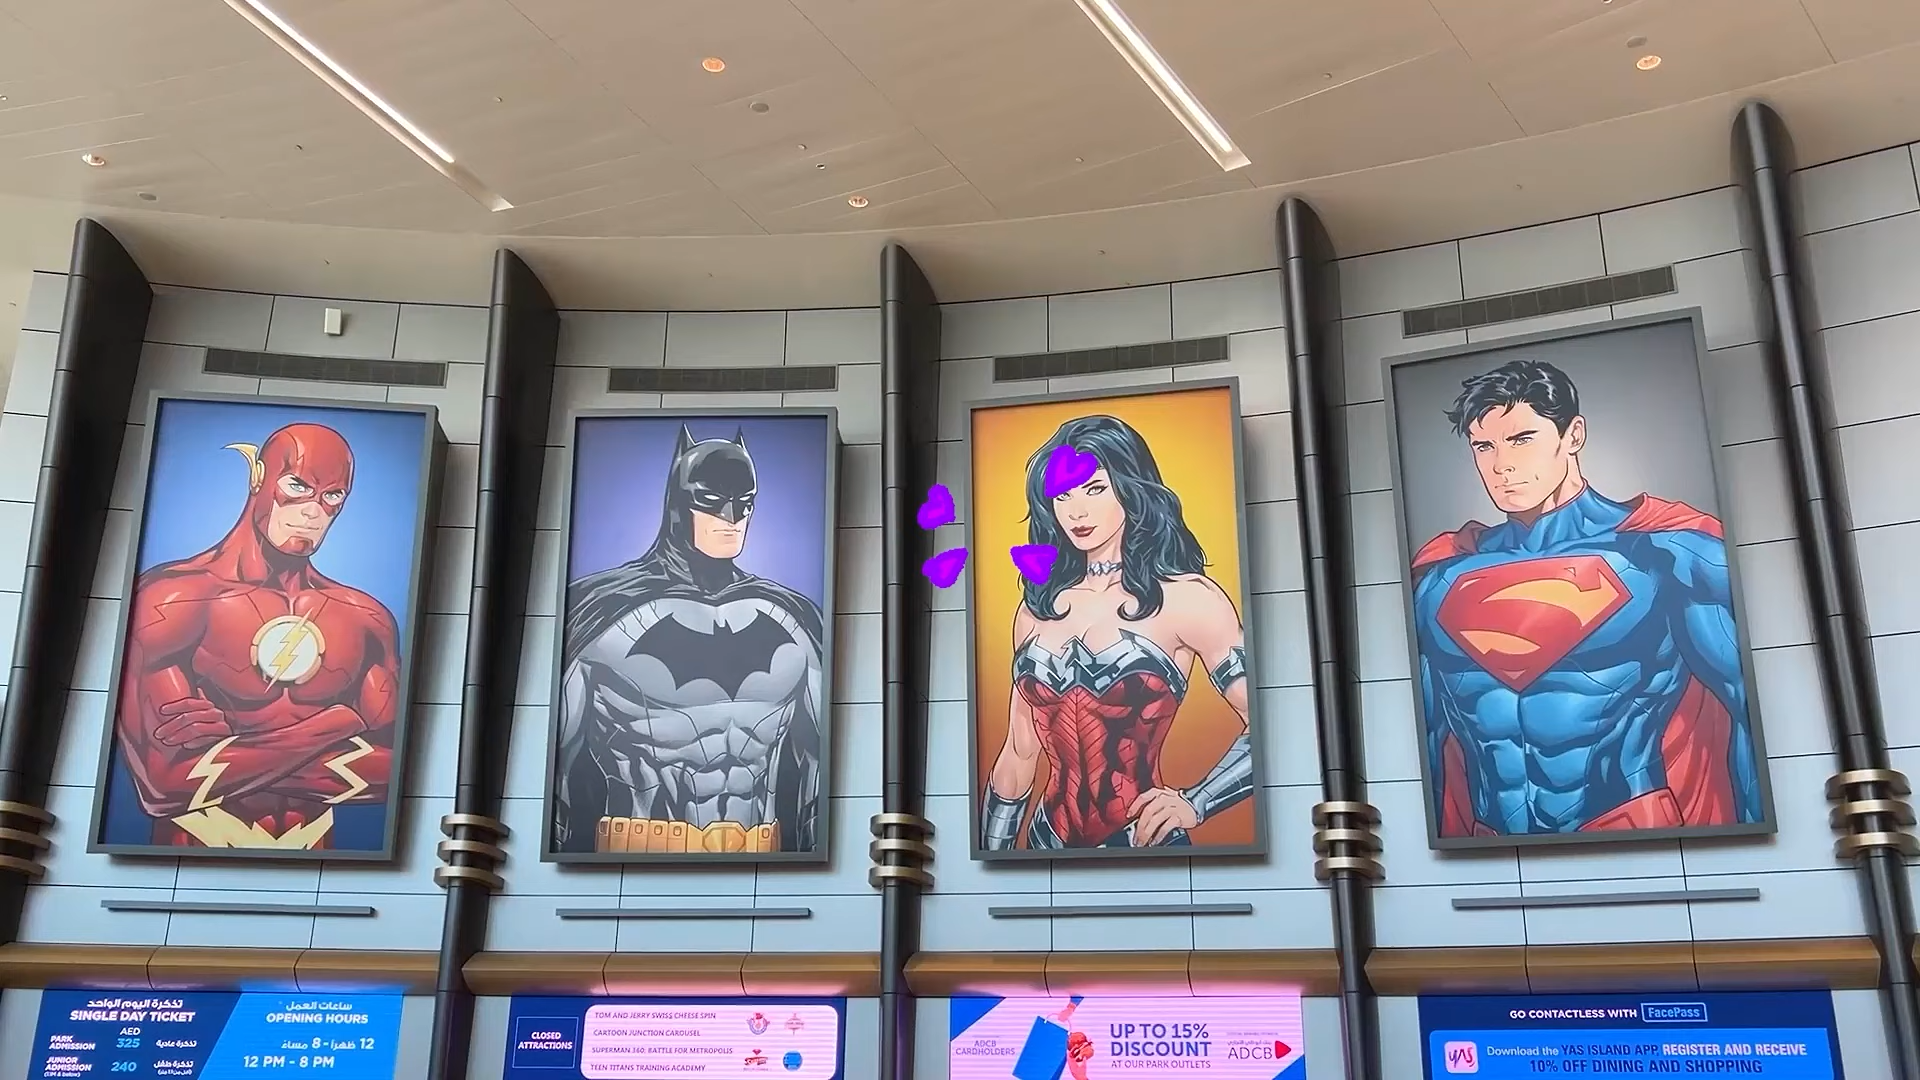 تذكرة اليوم الواحد
SINGLE DAY TICKET
AED
PARK ADMISSION 325 تذكرة عادية
JUNIOR ADMISSION 240 تذكرة طفل
ساعات العمل
OPENING HOURS
12 ظهرا - 8 مساءً
12 PM - 8 PM
CLOSED
ATTRACTIONS
TOM AND JERRY SWISS CHEESE SPIN
CARTOON JUNCTION CAROUSEL
SUPERMAN 360: BATTLE FOR METROPOLIS
TEEN TITANS TRAINING ACADEMY
ADCB
CARDHOLDERS
UP TO 15%
DISCOUNT
AT OUR PARK OUTLETS
ADCB
GO CONTACTLESS WITH FacePass
yas
Download the YAS ISLAND APP, REGISTER AND RECEIVE
10% OFF DINING AND SHOPPING